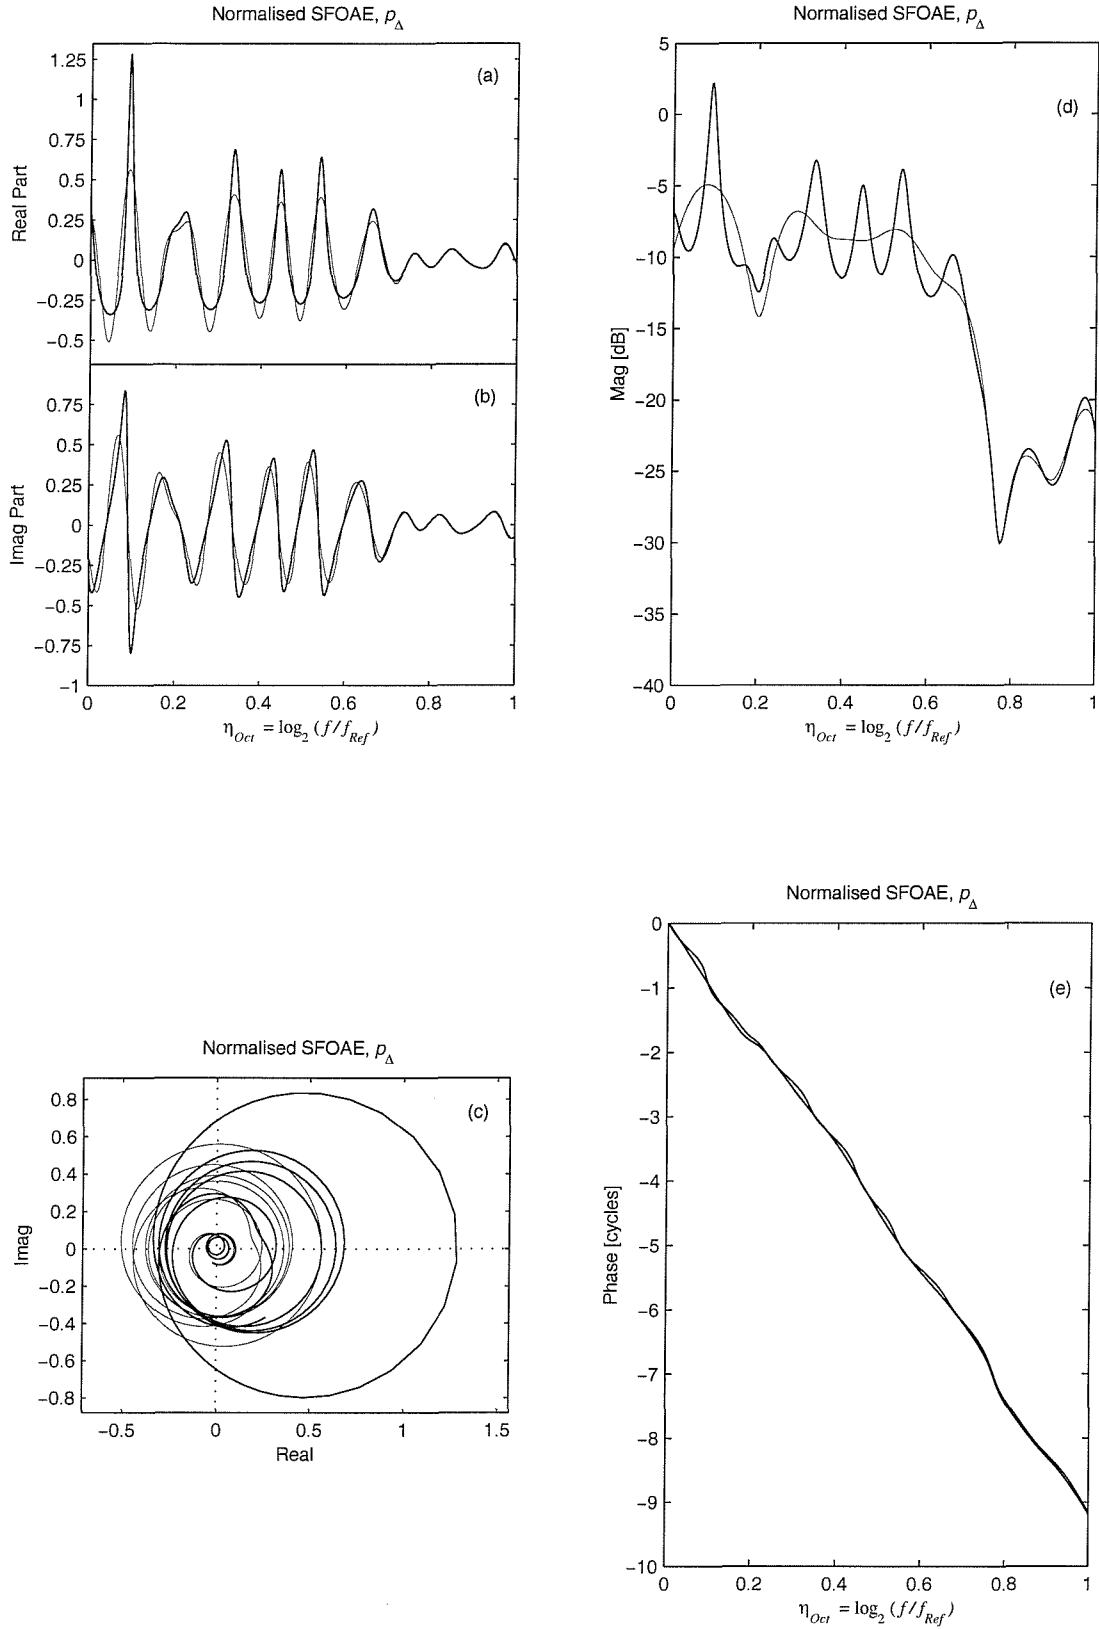 Normalised SFOAE, p_Δ
(a)
Real Part
1.25
1
0.75
0.5
0.25
0
−0.25
−0.5
(b)
Imag Part
0.75
0.5
0.25
0
−0.25
−0.5
−0.75
−1
0 0.2 0.4 0.6 0.8 1
η_Oct = log₂ (f/f_Ref)
Normalised SFOAE, p_Δ
(d)
Mag [dB]
5
0
−5
−10
−15
−20
−25
−30
−35
−40
0 0.2 0.4 0.6 0.8 1
η_Oct = log₂ (f/f_Ref)
Normalised SFOAE, p_Δ
(c)
Imag
0.8
0.6
0.4
0.2
0
−0.2
−0.4
−0.6
−0.8
−0.5 0 0.5 1 1.5
Real
Normalised SFOAE, p_Δ
(e)
Phase [cycles]
0
−1
−2
−3
−4
−5
−6
−7
−8
−9
−10
0 0.2 0.4 0.6 0.8 1
η_Oct = log₂ (f/f_Ref)